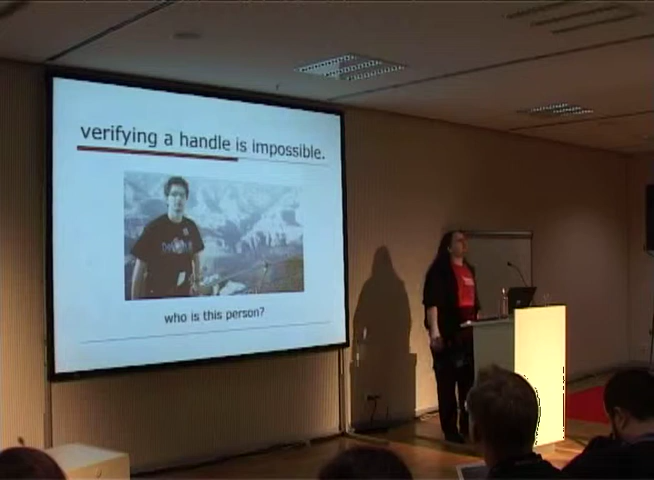 verifying a handle is impossible.
who is this person?